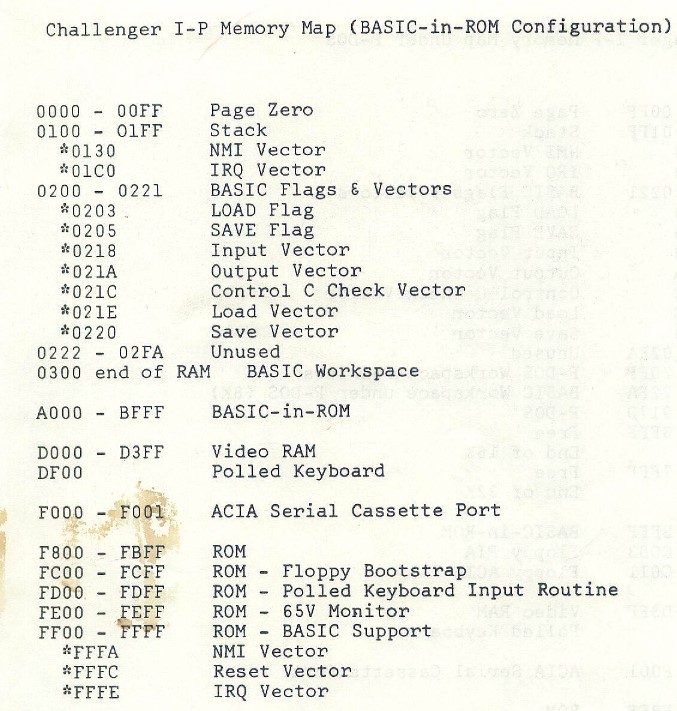 Challenger I-P Memory Map (BASIC-in-ROM Configuration)
0000 - 00FF Page Zero
0100 - 01FF Stack
*0130 NMI Vector
*01C0 IRQ Vector
0200 - 0221 BASIC Flags & Vectors
*0203 LOAD Flag
*0205 SAVE Flag
*0218 Input Vector
*021A Output Vector
*021C Control C Check Vector
*021E Load Vector
*0220 Save Vector
0222 - 02FA Unused
0300 end of RAM BASIC Workspace
A000 - BFFF BASIC-in-ROM
D000 - D3FF Video RAM
DF00 Polled Keyboard
F000 - F001 ACIA Serial Cassette Port
F800 - FBFF ROM
FC00 - FCFF ROM - Floppy Bootstrap
FD00 - FDFF ROM - Polled Keyboard Input Routine
FE00 - FEFF ROM - 65V Monitor
FF00 - FFFF ROM - BASIC Support
*FFFA NMI Vector
*FFFC Reset Vector
*FFFE IRQ Vector